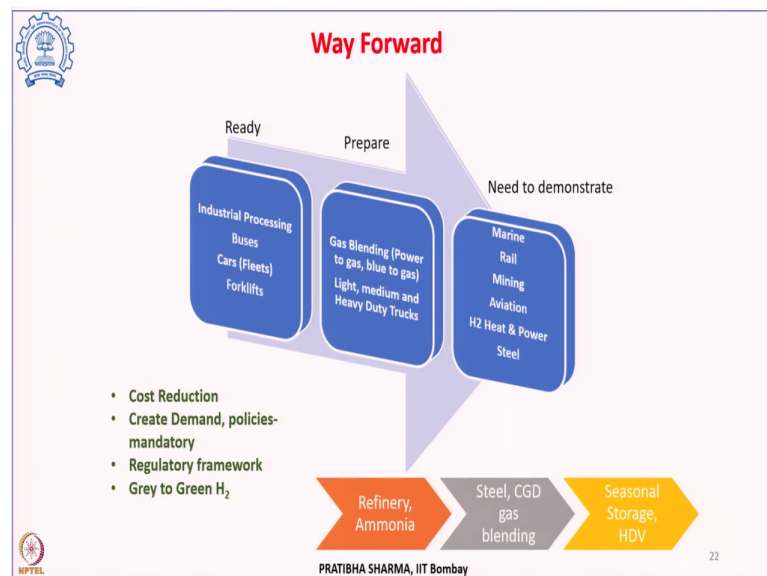 Way Forward
Ready
Prepare
Need to demonstrate
Industrial Processing
Buses
Cars (Fleets)
Forklifts
Gas Blending (Power
to gas, blue to gas)
Light, medium and
Heavy Duty Trucks
Marine
Rail
Mining
Aviation
H2 Heat & Power
Steel
• Cost Reduction
• Create Demand, policies-
mandatory
• Regulatory framework
• Grey to Green H₂
Refinery,
Ammonia
Steel, CGD
gas
blending
Seasonal
Storage,
HDV
NPTEL
PRATIBHA SHARMA, IIT Bombay
22